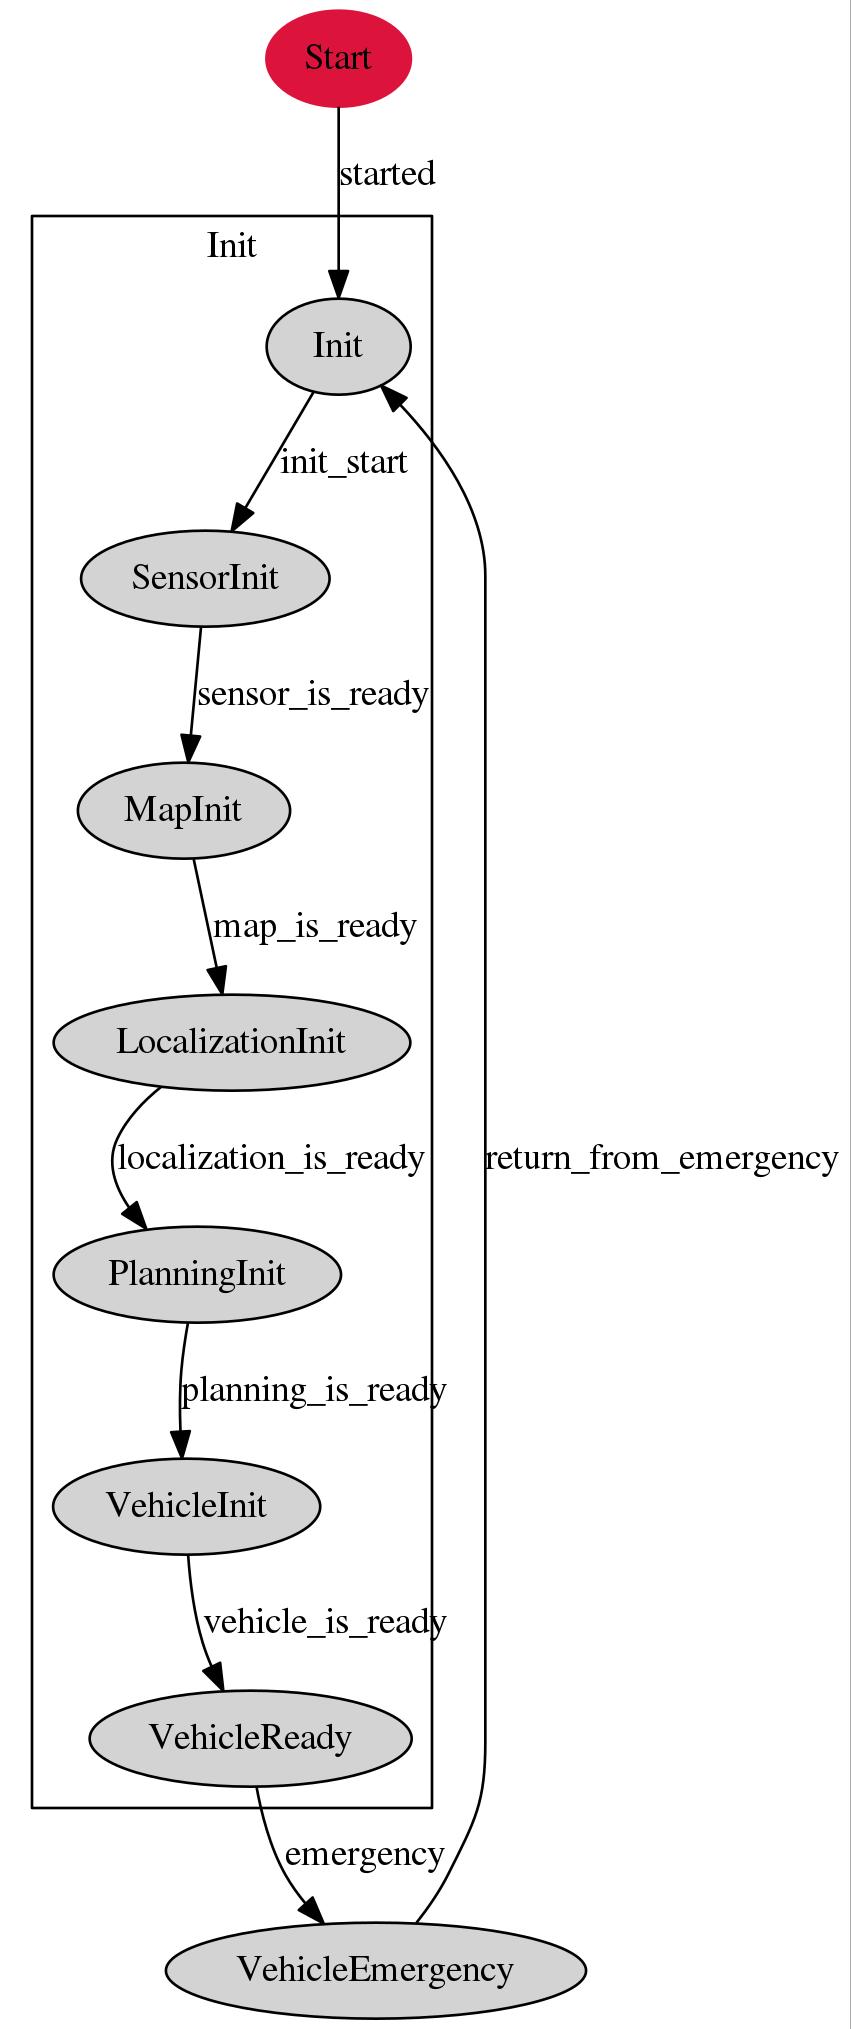 Start
started
Init
Init
init_start
SensorInit
sensor_is_ready
MapInit
map_is_ready
LocalizationInit
localization_is_ready
return_from_emergency
PlanningInit
planning_is_ready
VehicleInit
vehicle_is_ready
VehicleReady
emergency
VehicleEmergency